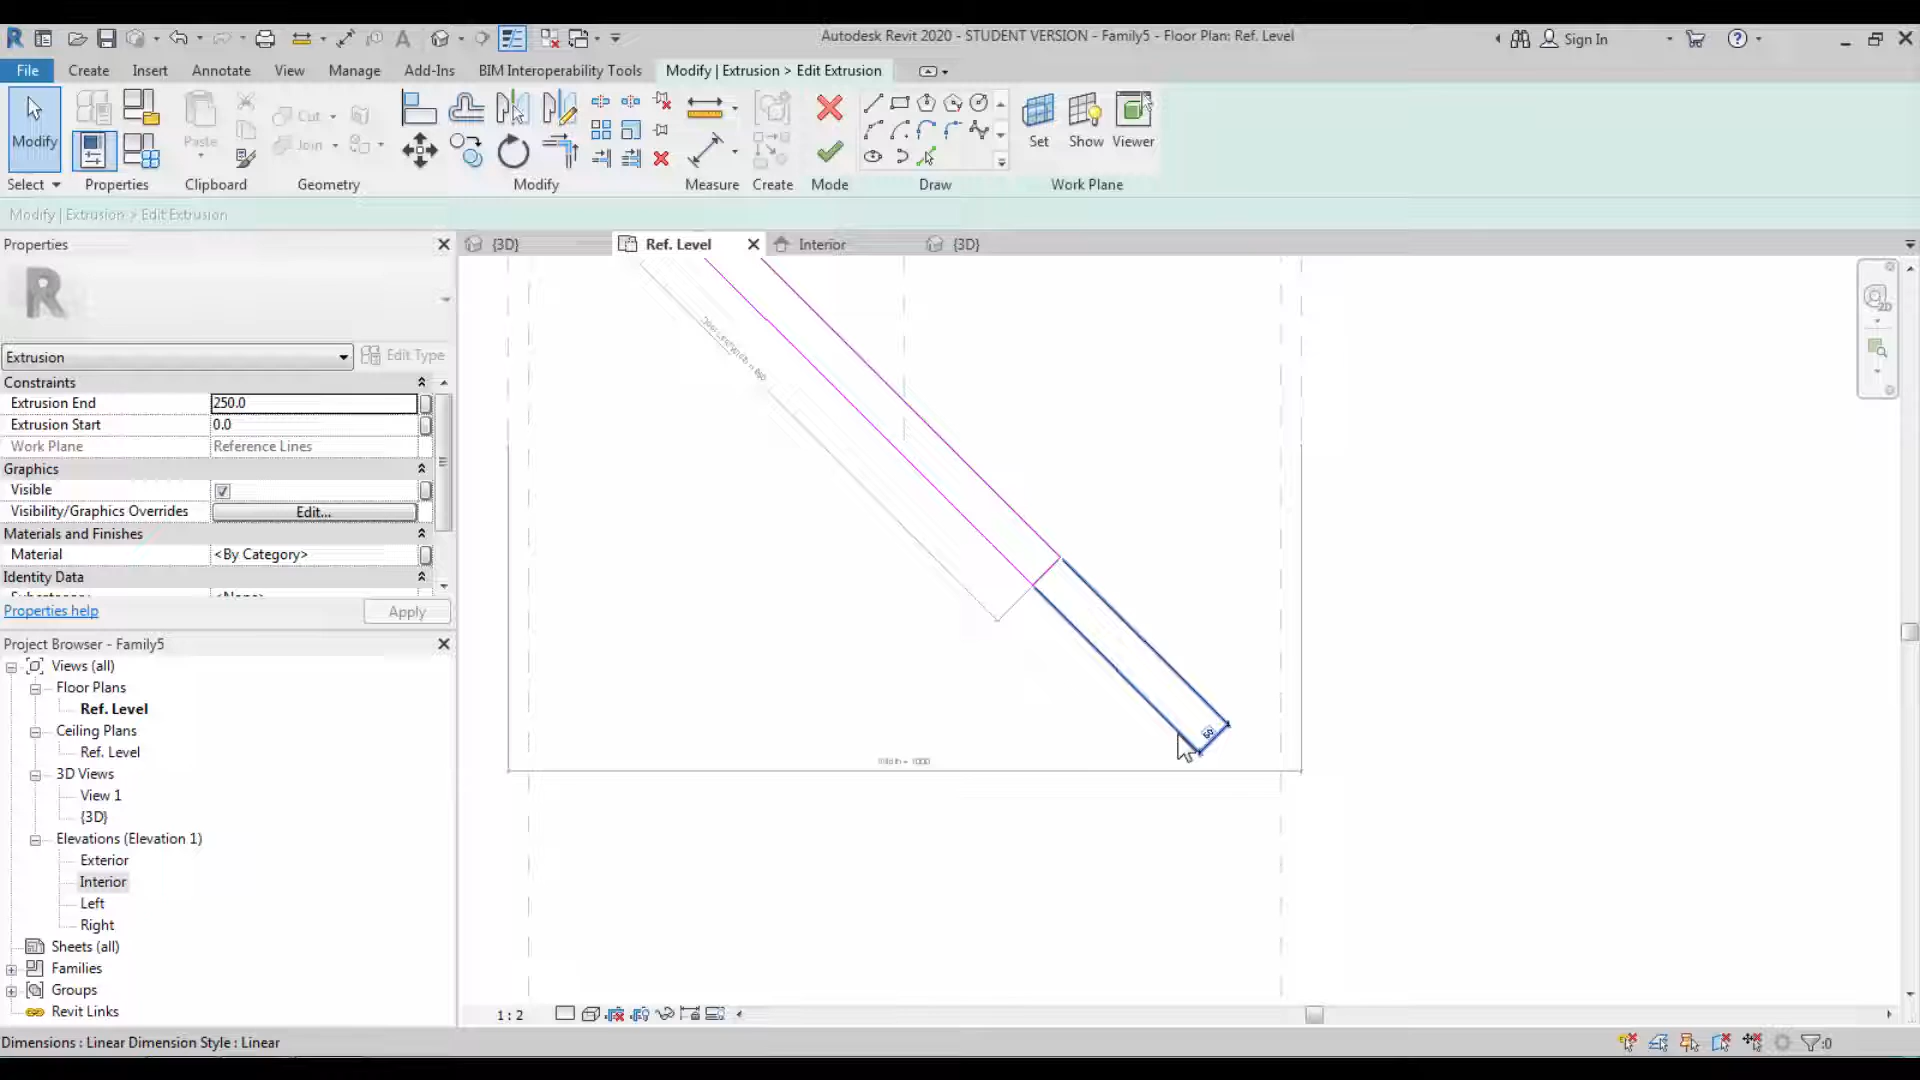 Autodesk Revit 2020 - STUDENT VERSION - Family5 - Floor Plan: Ref. Level
Sign In
File
Create
Insert
Annotate
View
Manage
Add-Ins
BIM Interoperability Tools
Modify | Extrusion > Edit Extrusion
Modify
Paste
Cut
Join
Set
Show
Viewer
Select
Properties
Clipboard
Geometry
Modify
Measure
Create
Mode
Draw
Work Plane
Modify | Extrusion > Edit Extrusion
Properties
{3D}
Ref. Level
Interior
{3D}
2D
R
Extrusion
Edit Type
Constraints
Extrusion End 250.0
Extrusion Start 0.0
Work Plane Reference Lines
Graphics
Visible
Visibility/Graphics Overrides Edit...
Materials and Finishes
Material <By Category>
Identity Data
Properties help
Apply
Project Browser - Family5
Views (all)
Floor Plans
Ref. Level
Ceiling Plans
Ref. Level
3D Views
View 1
{3D}
Elevations (Elevation 1)
Exterior
Interior
Left
Right
Sheets (all)
Families
Groups
Revit Links
Width = 1000
1 : 2
Dimensions : Linear Dimension Style : Linear
:0